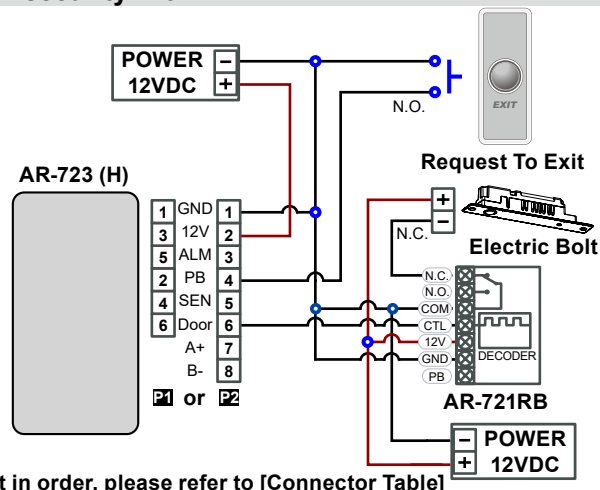 POWER −
12VDC +
N.O.
EXIT
Request To Exit
AR-723 (H)
1 GND 1
3 12V 2
5 ALM 3
2 PB 4
4 SEN 5
6 Door 6
A+ 7
B- 8
P1 or P2
+
−
N.C.
Electric Bolt
N.C.
N.O.
COM
CTL
12V
GND
PB
DECODER
AR-721RB
− POWER
+ 12VDC
t in order, please refer to [Connector Table]